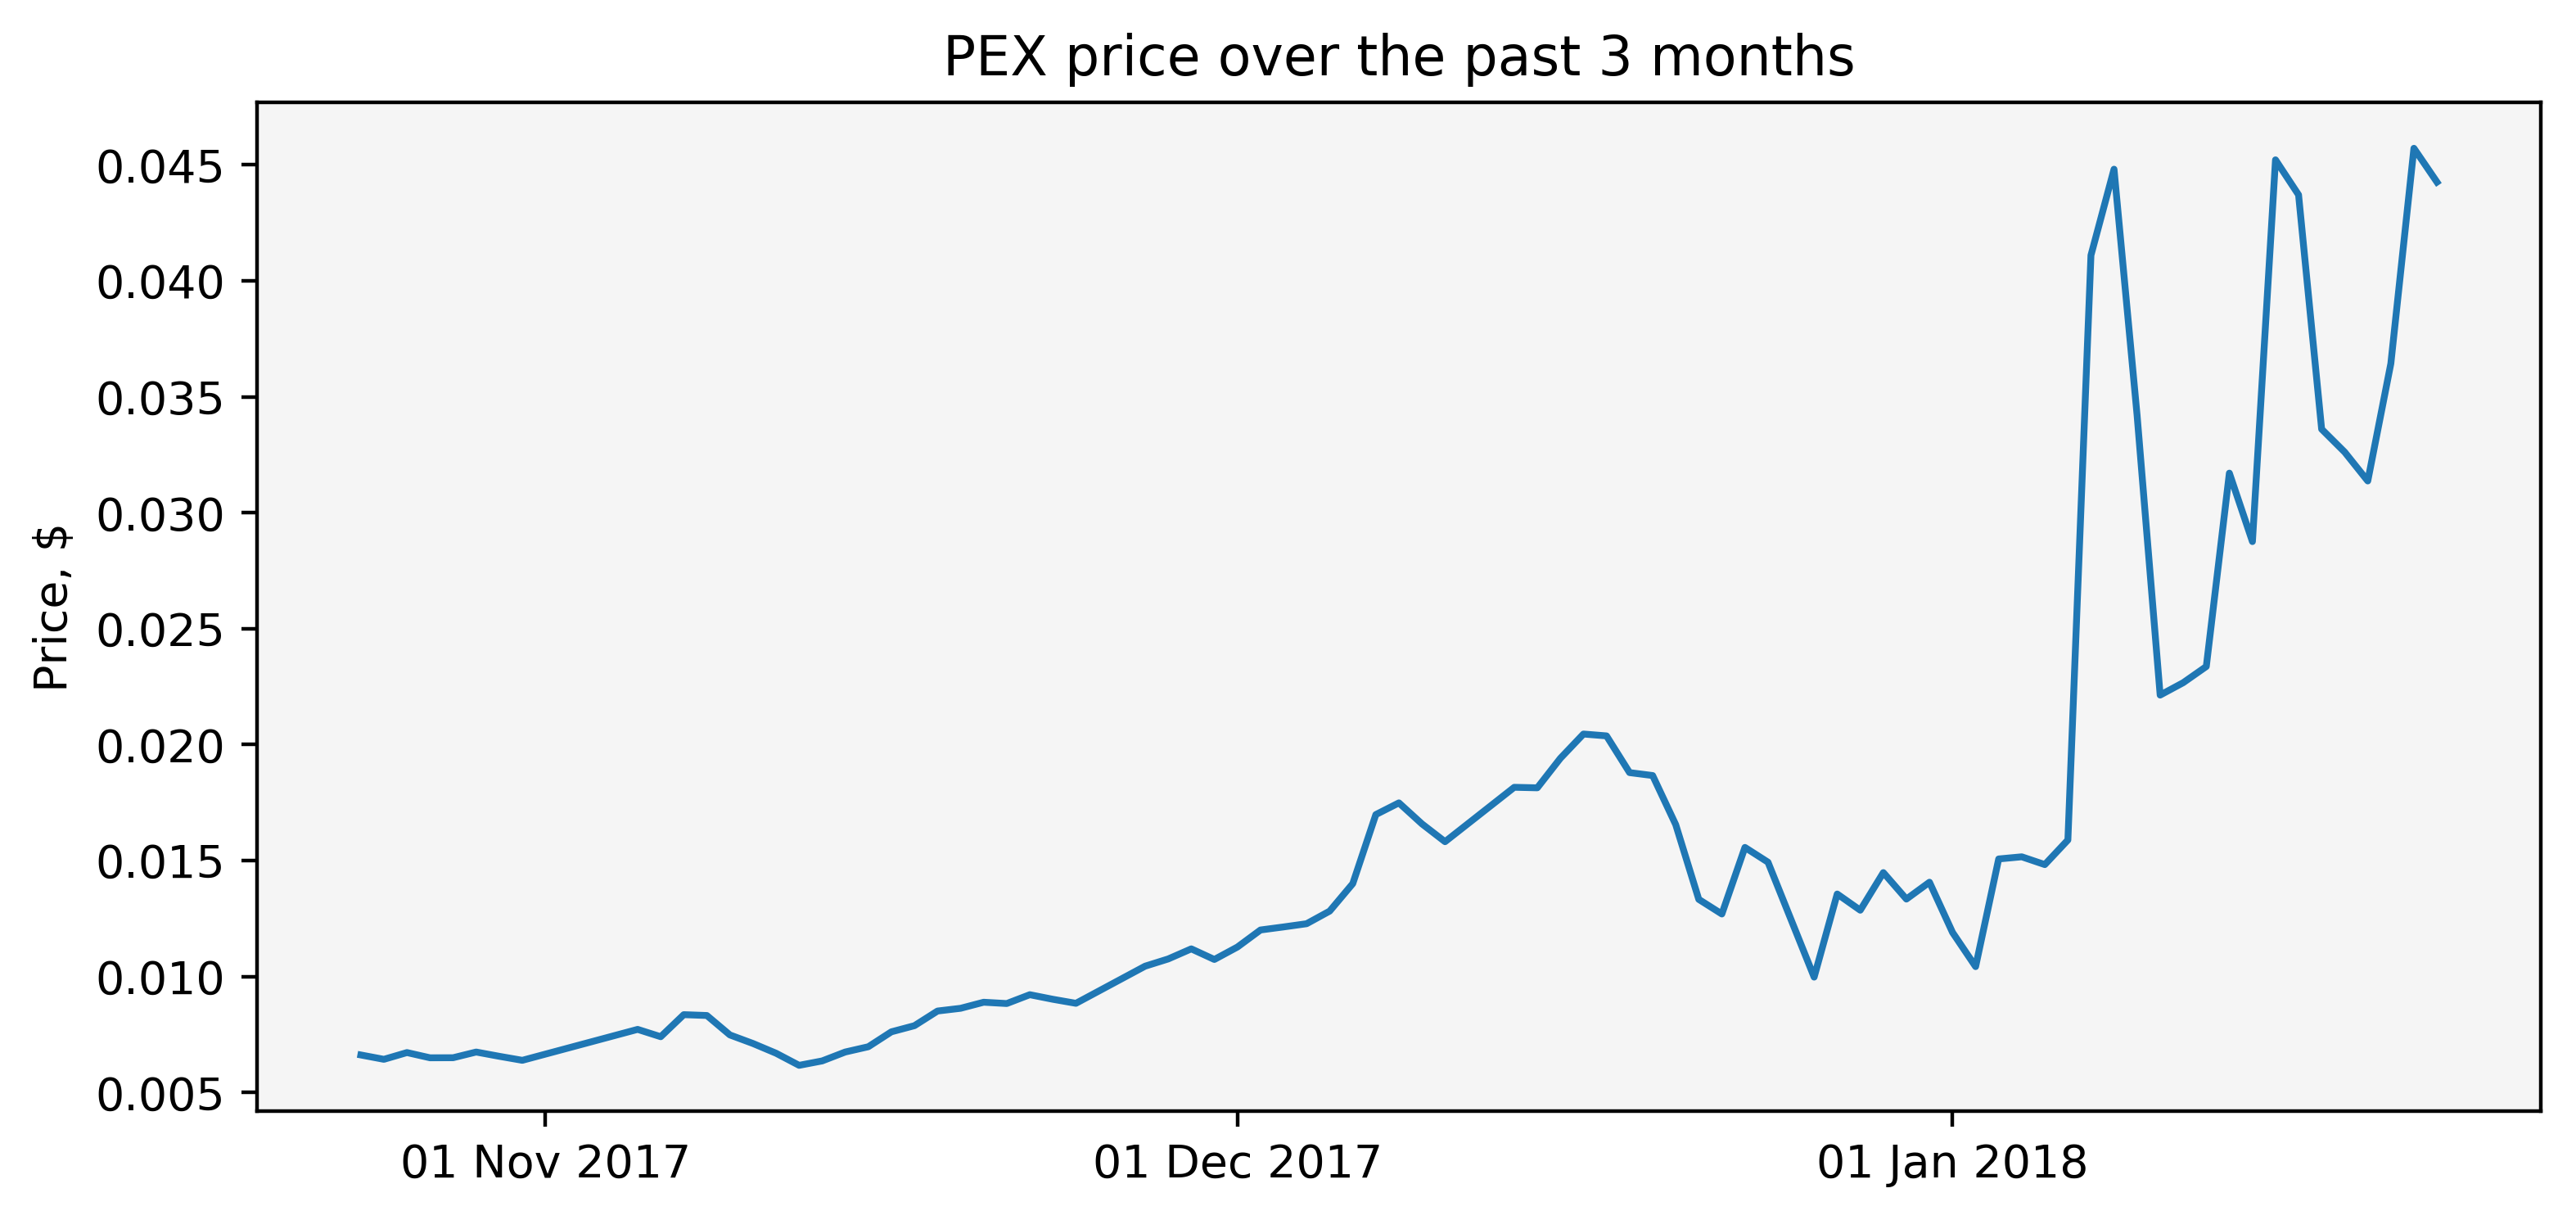 PEX price over the past 3 months
Price, $
0.045
0.040
0.035
0.030
0.025
0.020
0.015
0.010
0.005
01 Nov 2017
01 Dec 2017
01 Jan 2018